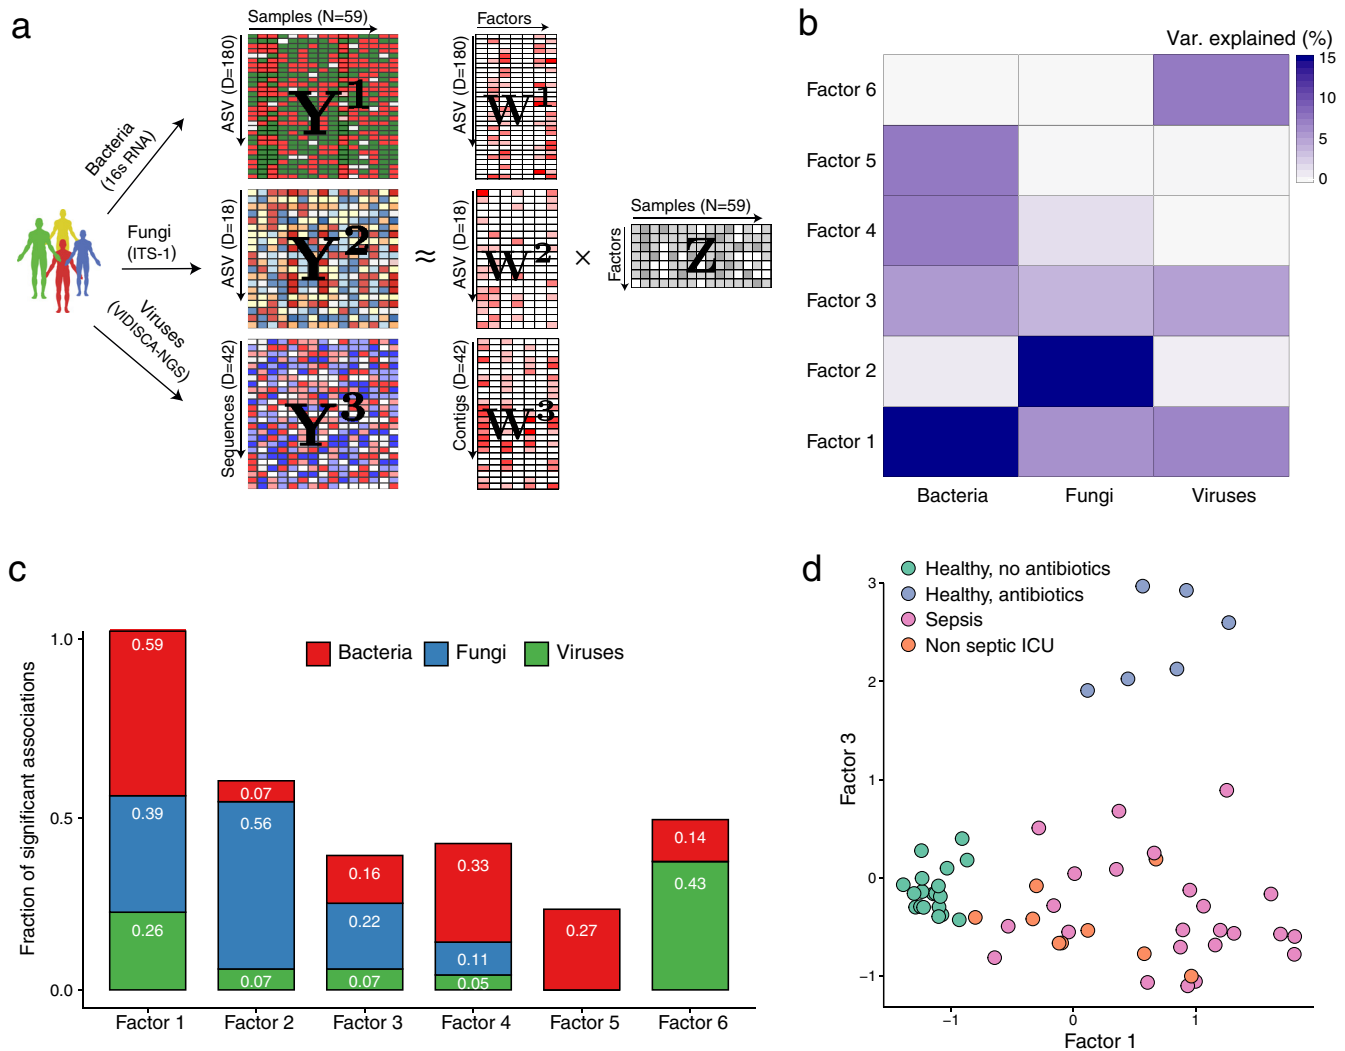 a
Samples (N=59)
Factors
ASV (D=180)
Y¹
ASV (D=180)
W¹
Bacteria
(16s RNA)
Fungi
(ITS-1)
ASV (D=18)
Y²
≈
ASV (D=18)
W²
×
Samples (N=59)
Factors
Z
Viruses
(VIDISCA-NGS)
Sequences (D=42)
Y³
Contigs (D=42)
W³
b
Var. explained (%)
15
10
5
0
Factor 6
Factor 5
Factor 4
Factor 3
Factor 2
Factor 1
Bacteria
Fungi
Viruses
c
Fraction of significant associations
1.0
0.5
0.0
Bacteria
Fungi
Viruses
0.59
0.39
0.26
0.07
0.56
0.07
0.16
0.22
0.07
0.33
0.11
0.05
0.27
0.14
0.43
Factor 1
Factor 2
Factor 3
Factor 4
Factor 5
Factor 6
d
Healthy, no antibiotics
Healthy, antibiotics
Sepsis
Non septic ICU
Factor 3
3
2
1
0
−1
−1
0
1
Factor 1